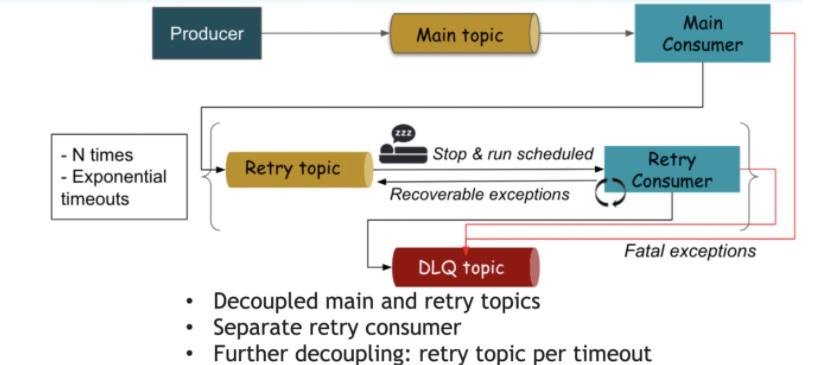 Producer
Main topic
Main
Consumer
- N times
- Exponential
timeouts
Retry topic
zzz
Stop & run scheduled
Recoverable exceptions
Retry
Consumer
Fatal exceptions
DLQ topic
• Decoupled main and retry topics
• Separate retry consumer
• Further decoupling: retry topic per timeout